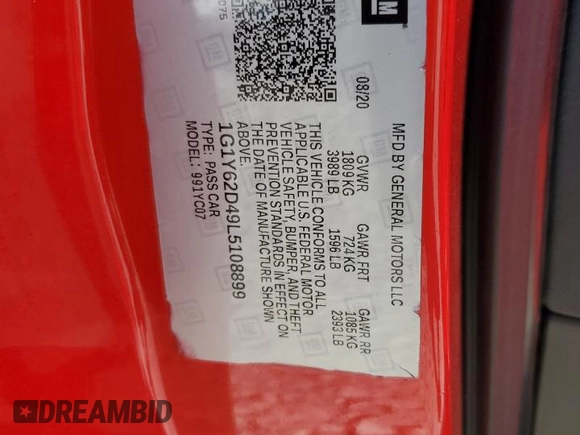 GM
MFD BY GENERAL MOTORS LLC
08/20 GVWR GAWR FRT GAWR RR
1809 KG 724 KG 1085 KG
3989 LB 1596 LB 2393 LB
THIS VEHICLE CONFORMS TO ALL
APPLICABLE U.S. FEDERAL MOTOR
VEHICLE SAFETY, BUMPER, AND THEFT
PREVENTION STANDARDS IN EFFECT ON
THE DATE OF MANUFACTURE SHOWN
ABOVE.
1G1Y62D49L5108899
TYPE: PASS CAR
MODEL: 991YC07
075
DREAMBID